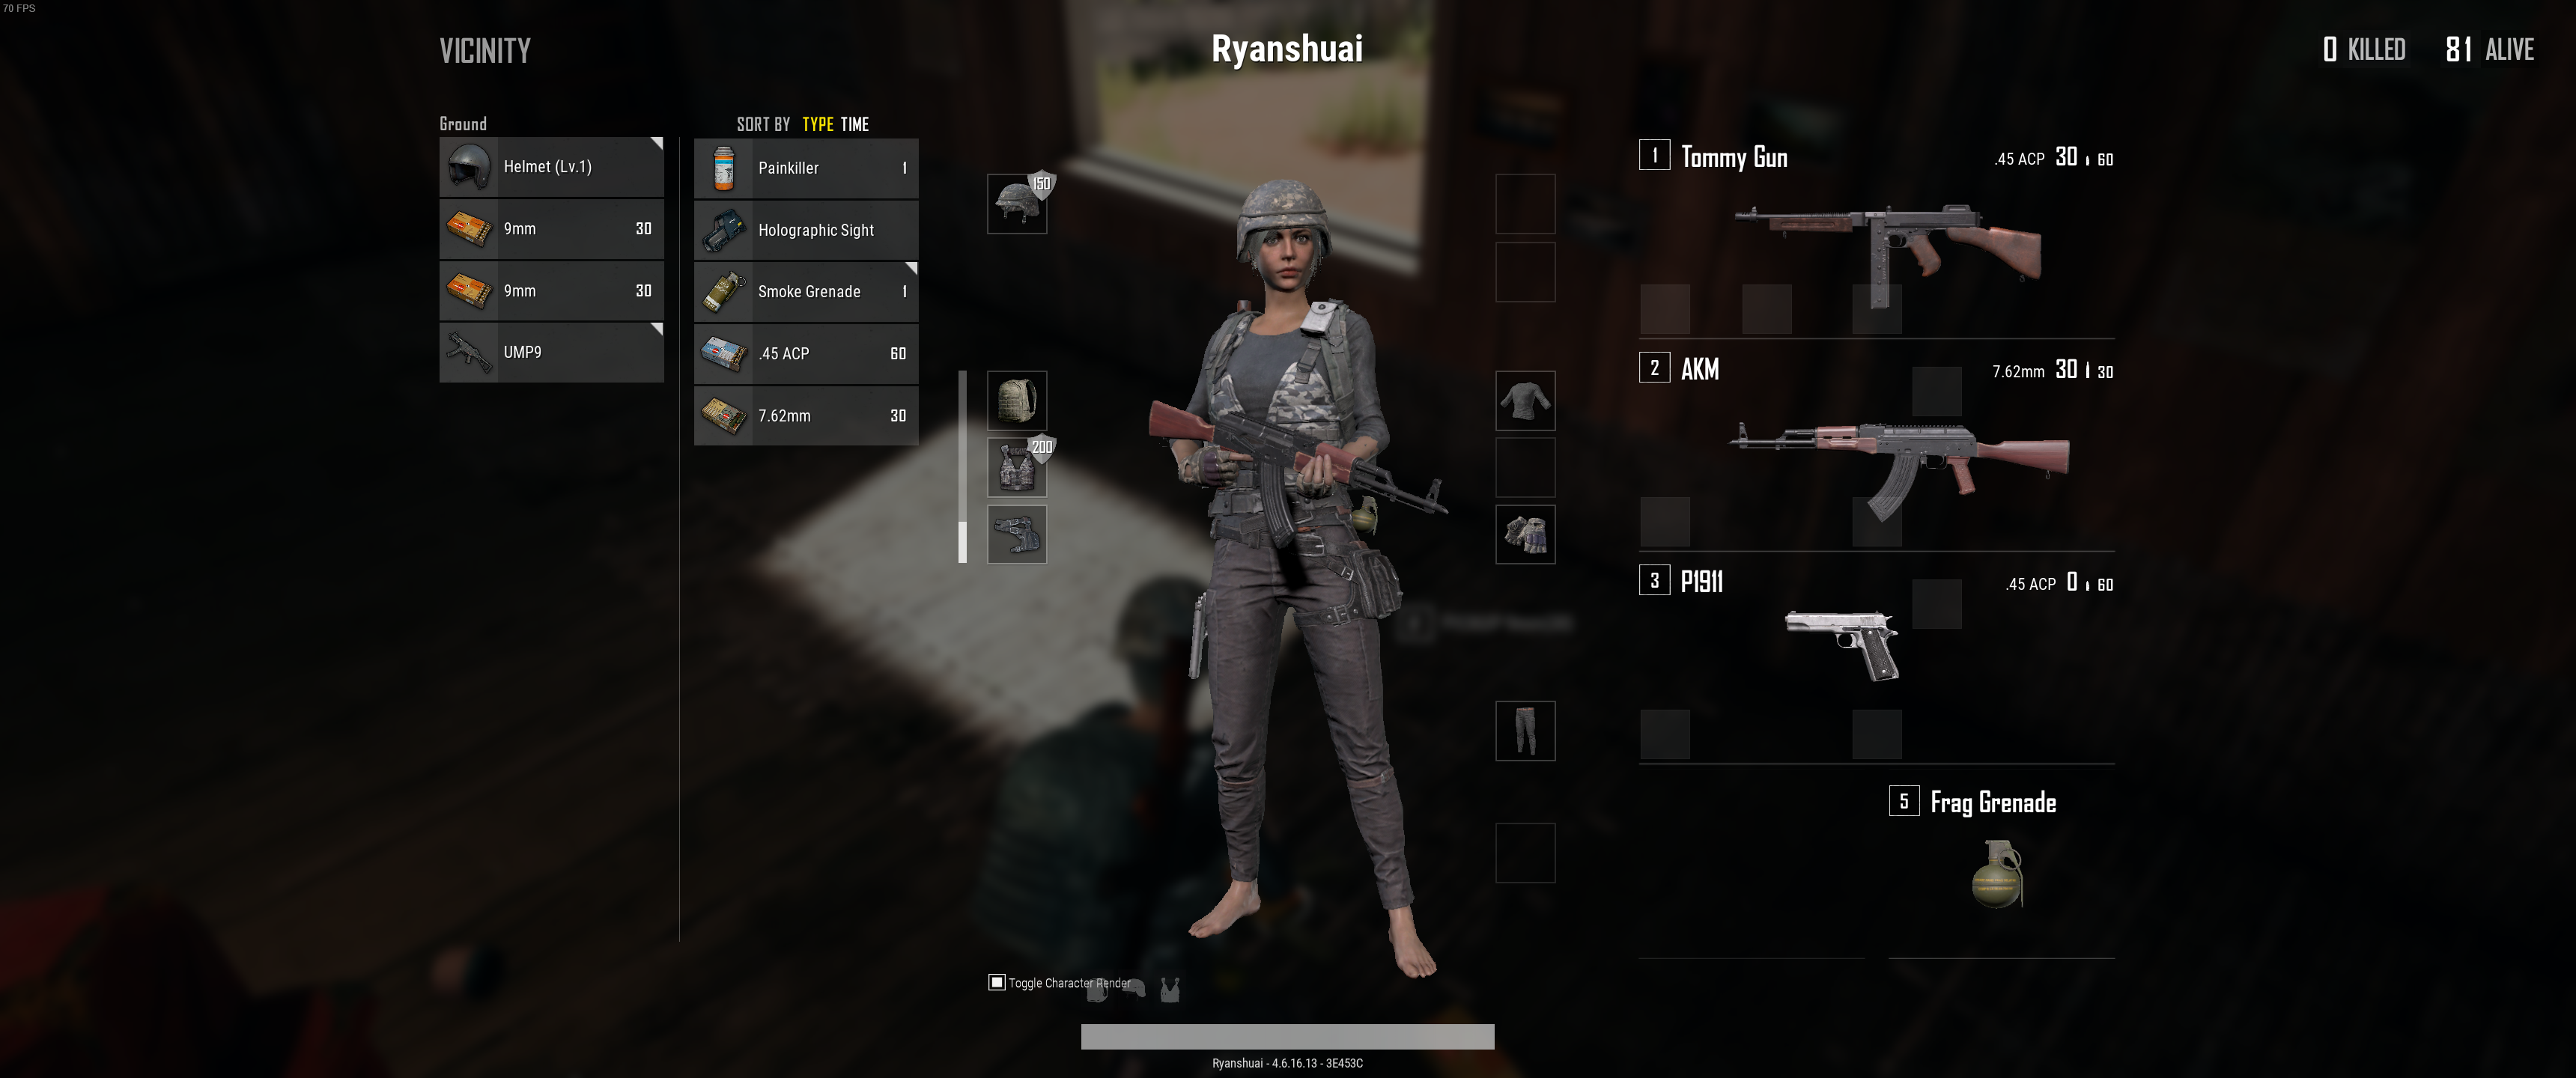 70 FPS
VICINITY
Ryanshuai
0 KILLED 81 ALIVE
Ground
SORT BY TYPE TIME
Helmet (Lv.1)
9mm 30
9mm 30
UMP9
Painkiller 1
Holographic Sight
Smoke Grenade 1
.45 ACP 60
7.62mm 30
150
200
1 Tommy Gun .45 ACP 30 60
2 AKM 7.62mm 30 30
3 P1911 .45 ACP 0 60
5 Frag Grenade
Toggle Character Render
Ryanshuai - 4.6.16.13 - 3E453C